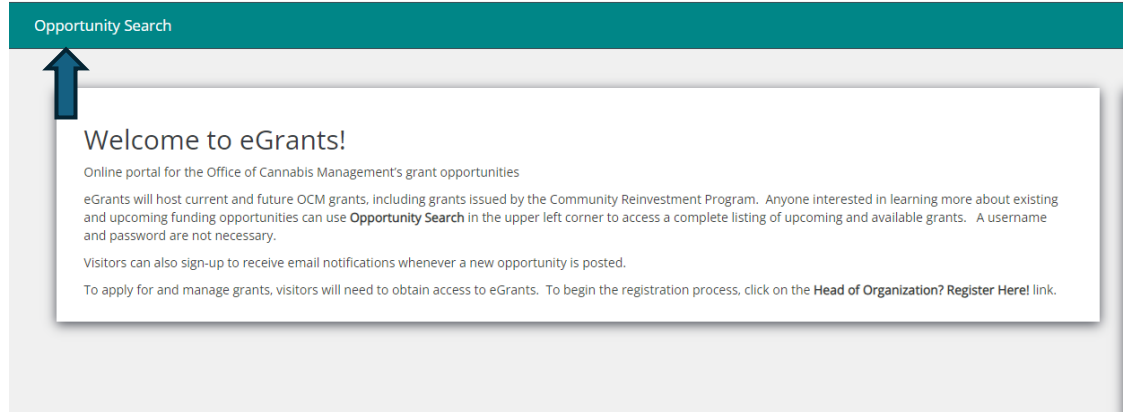 Opportunity Search
Welcome to eGrants!
Online portal for the Office of Cannabis Management's grant opportunities
eGrants will host current and future OCM grants, including grants issued by the Community Reinvestment Program.  Anyone interested in learning more about existing
and upcoming funding opportunities can use Opportunity Search in the upper left corner to access a complete listing of upcoming and available grants.   A username
and password are not necessary.
Visitors can also sign-up to receive email notifications whenever a new opportunity is posted.
To apply for and manage grants, visitors will need to obtain access to eGrants.  To begin the registration process, click on the Head of Organization? Register Here! link.